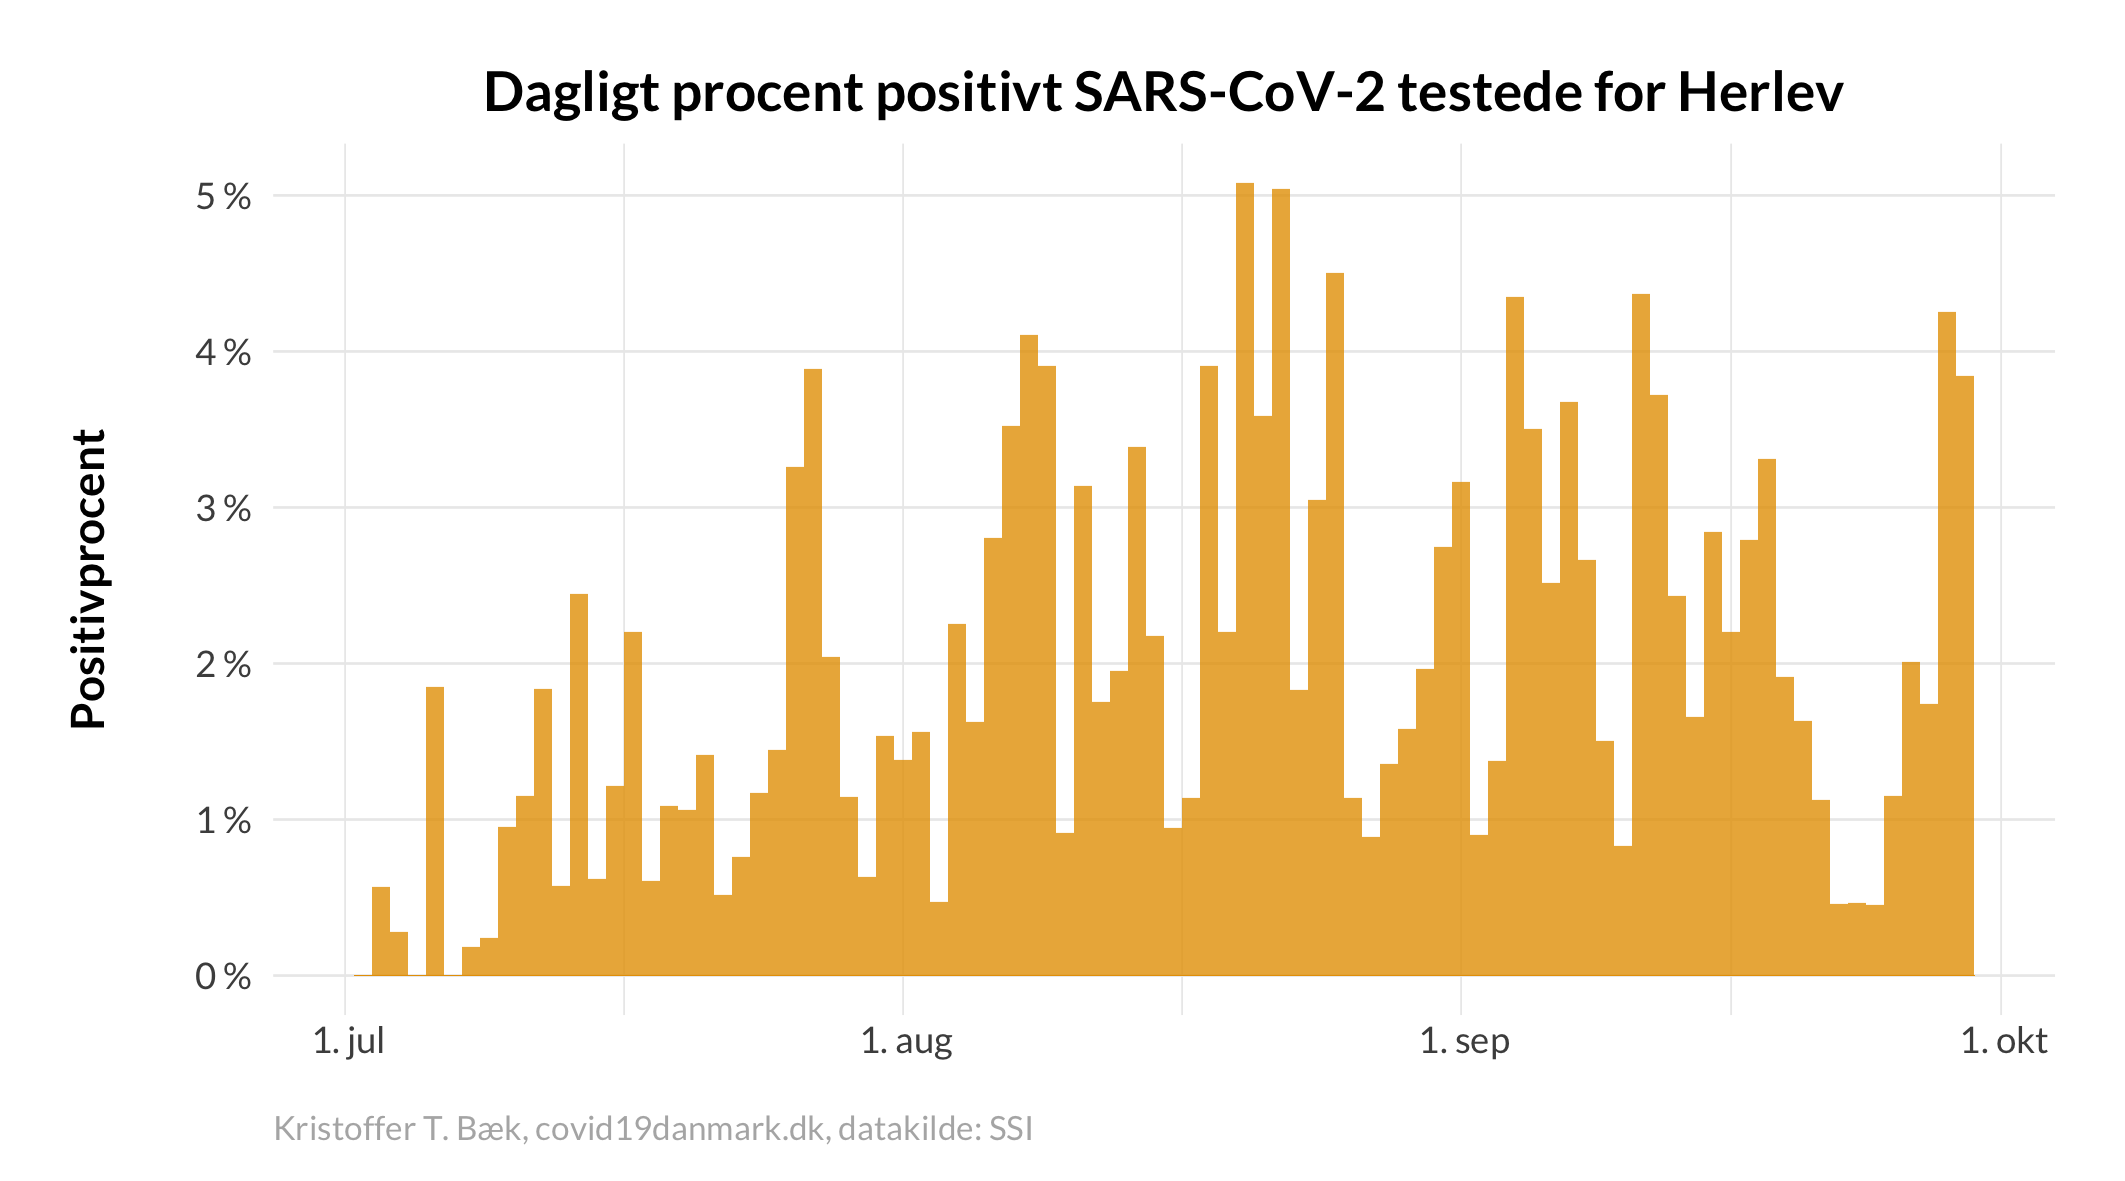 Dagligt procent positivt SARS-CoV-2 testede for Herlev
Positivprocent
5 %
4 %
3 %
2 %
1 %
0 %
1. jul
1. aug
1. sep
1. okt
Kristoffer T. Bæk, covid19danmark.dk, datakilde: SSI